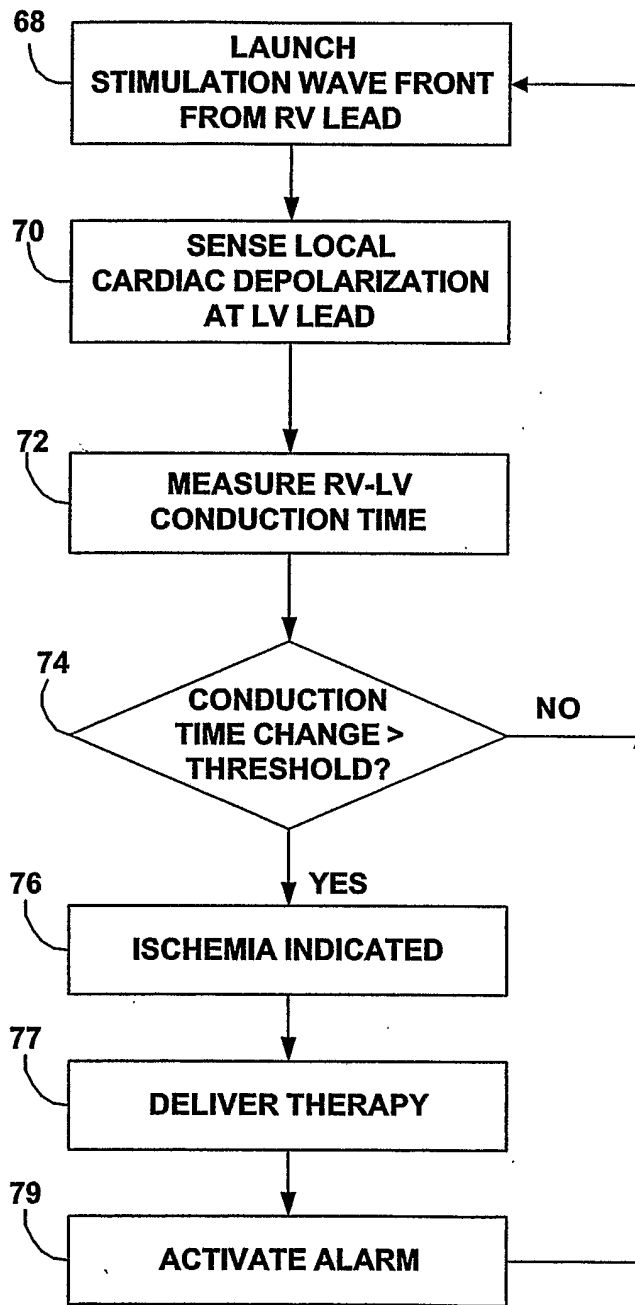 68
LAUNCH
STIMULATION WAVE FRONT
FROM RV LEAD
70
SENSE LOCAL
CARDIAC DEPOLARIZATION
AT LV LEAD
72
MEASURE RV-LV
CONDUCTION TIME
74
CONDUCTION
TIME CHANGE >
THRESHOLD?
NO
YES
76
ISCHEMIA INDICATED
77
DELIVER THERAPY
79
ACTIVATE ALARM